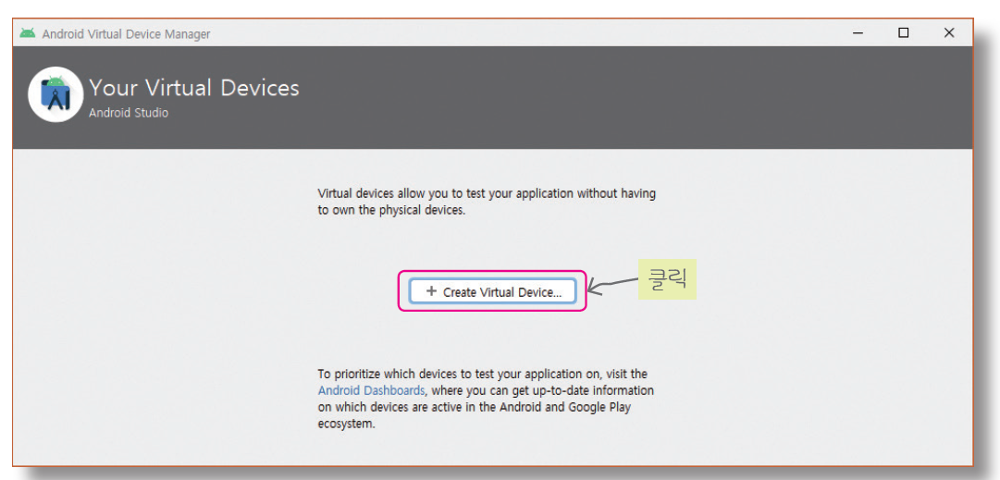 Android Virtual Device Manager
Your Virtual Devices
Android Studio
Virtual devices allow you to test your application without having
to own the physical devices.
+ Create Virtual Device...
클릭
To prioritize which devices to test your application on, visit the
Android Dashboards, where you can get up-to-date information
on which devices are active in the Android and Google Play
ecosystem.